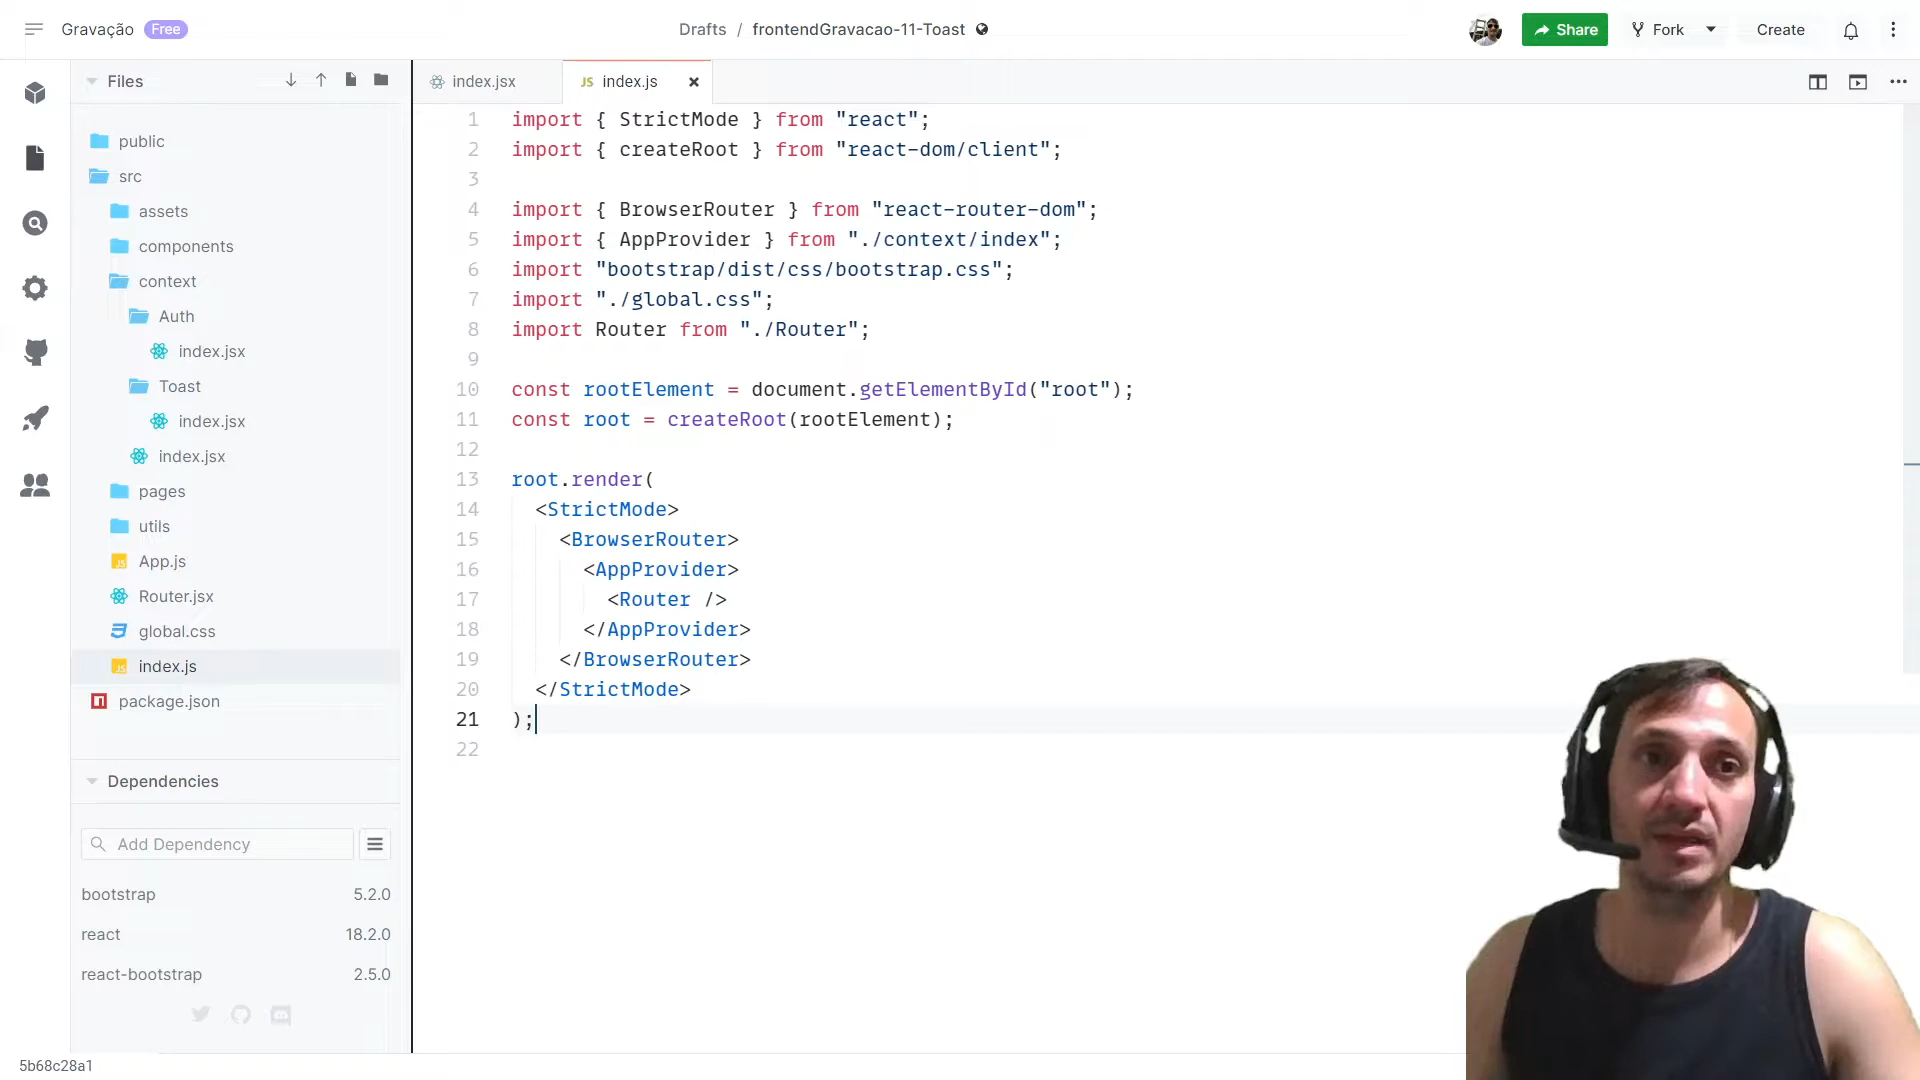 Gravação Free
Drafts / frontendGravacao-11-Toast
Share
Fork
Create
Files
public
src
assets
components
context
Auth
index.jsx
Toast
index.jsx
index.jsx
pages
utils
App.js
Router.jsx
global.css
index.js
package.json
Dependencies
Add Dependency
bootstrap 5.2.0
react 18.2.0
react-bootstrap 2.5.0
5b68c28a1
index.jsx
JS index.js
1 import { StrictMode } from "react";
2 import { createRoot } from "react-dom/client";
3
4 import { BrowserRouter } from "react-router-dom";
5 import { AppProvider } from "./context/index";
6 import "bootstrap/dist/css/bootstrap.css";
7 import "./global.css";
8 import Router from "./Router";
9
10 const rootElement = document.getElementById("root");
11 const root = createRoot(rootElement);
12
13 root.render(
14 <StrictMode>
15 <BrowserRouter>
16 <AppProvider>
17 <Router />
18 </AppProvider>
19 </BrowserRouter>
20 </StrictMode>
21 );
22